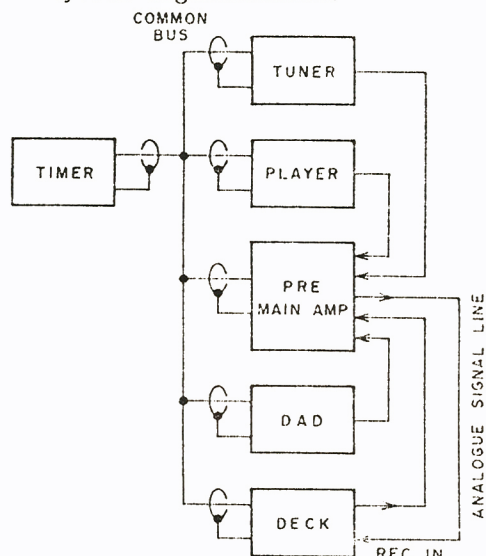 COMMON
BUS
TUNER
TIMER
PLAYER
PRE
MAIN AMP
DAD
DECK
ANALOGUE SIGNAL LINE
REC IN